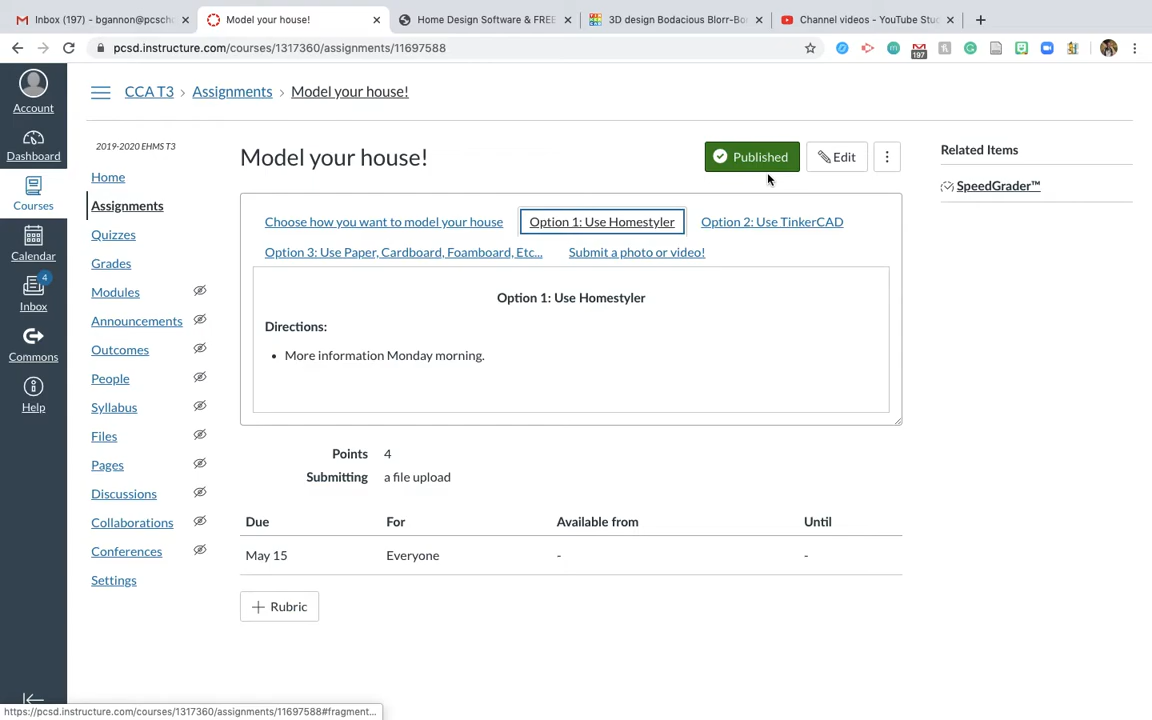 Inbox (197) - bgannon@pcscho
Model your house!
Home Design Software & FREE
3D design Bodacious Blorr-Bo
Channel videos - YouTube Stu
pcsd.instructure.com/courses/1317360/assignments/11697588
197
Account
Dashboard
Courses
Calendar
4
Inbox
Commons
Help
CCA T3 › Assignments › Model your house!
2019-2020 EHMS T3
Home
Assignments
Quizzes
Grades
Modules
Announcements
Outcomes
People
Syllabus
Files
Pages
Discussions
Collaborations
Conferences
Settings
Model your house!
Published
Edit
Choose how you want to model your house
Option 1: Use Homestyler
Option 2: Use TinkerCAD
Option 3: Use Paper, Cardboard, Foamboard, Etc...
Submit a photo or video!
Option 1: Use Homestyler
Directions:
• More information Monday morning.
Points 4
Submitting a file upload
Due For Available from Until
May 15 Everyone - -
+ Rubric
Related Items
SpeedGrader™
https://pcsd.instructure.com/courses/1317360/assignments/11697588#fragment...